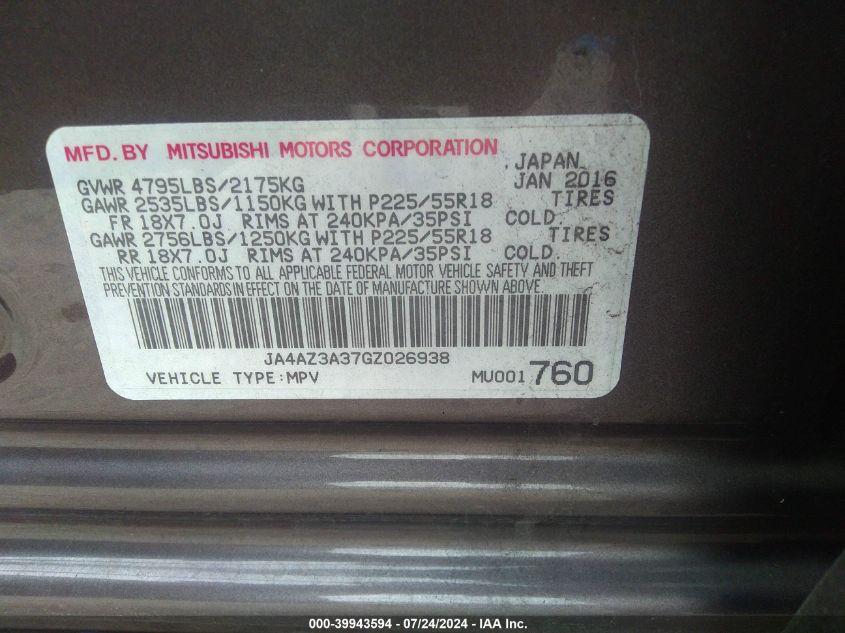 MFD. BY MITSUBISHI MOTORS CORPORATION JAPAN
GVWR 4795LBS/2175KG JAN 2016
GAWR 2535LBS/1150KG WITH P225/55R18 TIRES
FR 18X7.0J RIMS AT 240KPA/35PSI COLD.
GAWR 2756LBS/1250KG WITH P225/55R18 TIRES
RR 18X7.0J RIMS AT 240KPA/35PSI COLD.
THIS VEHICLE CONFORMS TO ALL APPLICABLE FEDERAL MOTOR VEHICLE SAFETY AND THEFT
PREVENTION STANDARDS IN EFFECT ON THE DATE OF MANUFACTURE SHOWN ABOVE.
JA4AZ3A37GZ026938
VEHICLE TYPE:MPV MU001 760
000-39943594 - 07/24/2024 - IAA Inc.